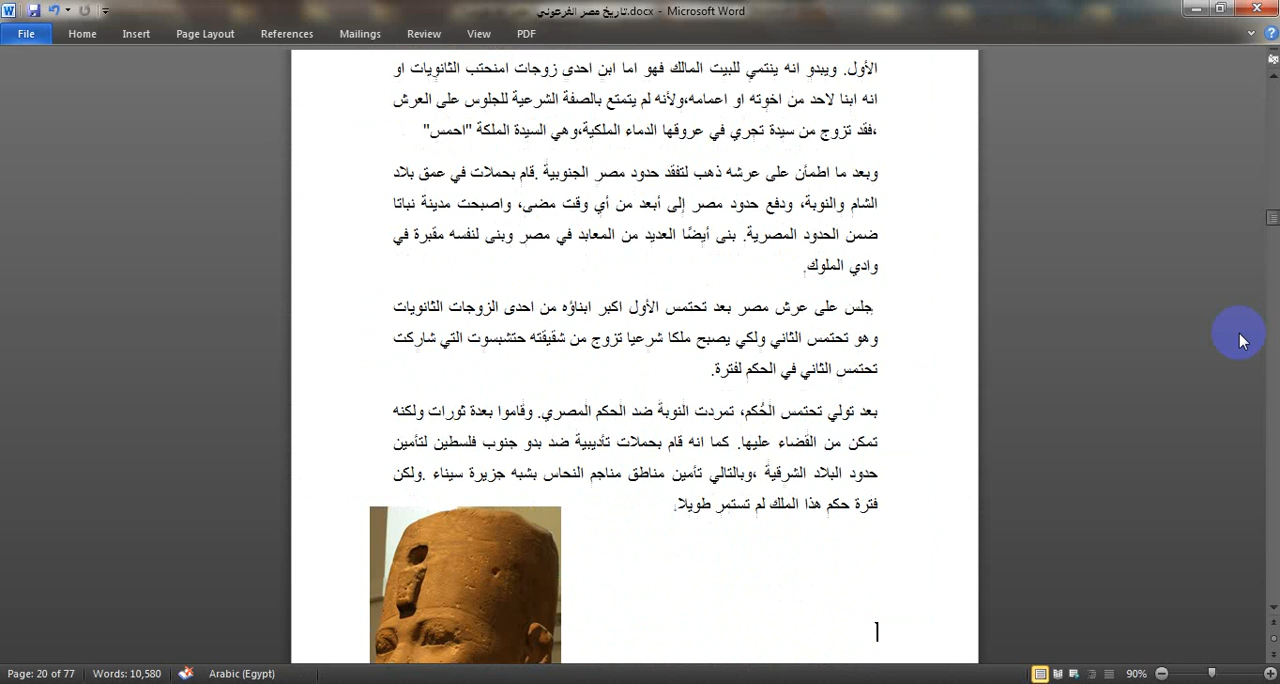 تاريخ مصر الفرعوني.docx - Microsoft Word
File Home Insert Page Layout References Mailings Review View PDF
الأول. ويبدو انه ينتمي للبيت المالك فهو اما ابن احدى زوجات امنحتب الثانويات او
انه ابنا لاحد من اخوته او اعمامه،ولأنه لم يتمتع بالصفة الشرعية للجلوس على العرش
،فقد تزوج من سيدة تجري في عروقها الدماء الملكية،وهي السيدة الملكة "احمس"
وبعد ما اطمأن على عرشه ذهب لتفقد حدود مصر الجنوبية .قام بحملات في عمق بلاد
الشام والنوبة، ودفع حدود مصر إلى أبعد من أي وقت مضى، واصبحت مدينة نباتا
ضمن الحدود المصرية. بنى أيضًا العديد من المعابد في مصر وبنى لنفسه مقبرة في
وادي الملوك.
جلس على عرش مصر بعد تحتمس الأول اكبر ابناؤه من احدى الزوجات الثانويات
وهو تحتمس الثاني ولكي يصبح ملكا شرعيا تزوج من شقيقته حتشبسوت التي شاركت
تحتمس الثاني في الحكم لفترة.
بعد تولي تحتمس الحُكم، تمردت النوبة ضد الحكم المصري. وقاموا بعدة ثورات ولكنه
تمكن من القضاء عليها. كما انه قام بحملات تأديبية ضد بدو جنوب فلسطين لتأمين
حدود البلاد الشرقية ،وبالتالي تأمين مناطق مناجم النحاس بشبه جزيرة سيناء .ولكن
فترة حكم هذا الملك لم تستمر طويلا.
Page: 20 of 77 Words: 10,580 Arabic (Egypt) 90%